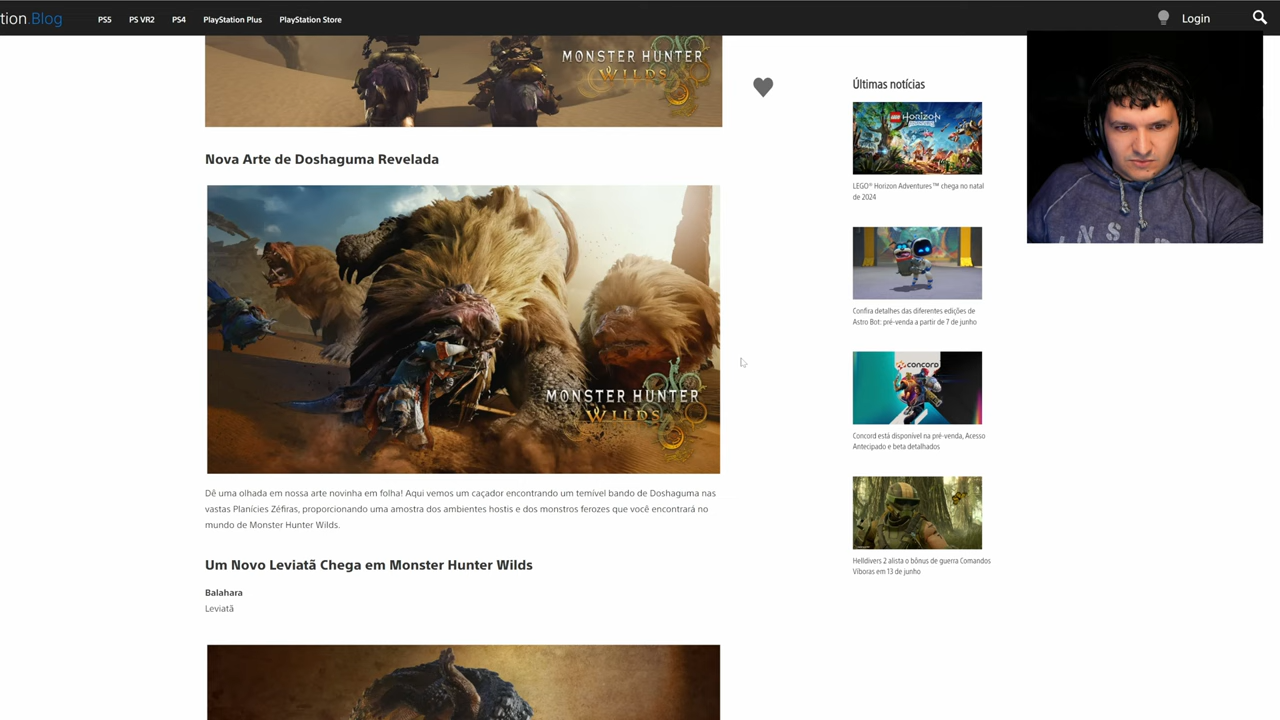 tion.Blog
PS5
PS VR2
PS4
PlayStation Plus
PlayStation Store
Login
MONSTER HUNTER
WILDS
Nova Arte de Doshaguma Revelada
MONSTER HUNTER
WILDS
Dê uma olhada em nossa arte novinha em folha! Aqui vemos um caçador encontrando um temível bando de Doshaguma nas
vastas Planícies Zéfiras, proporcionando uma amostra dos ambientes hostis e dos monstros ferozes que você encontrará no
mundo de Monster Hunter Wilds.
Um Novo Leviatã Chega em Monster Hunter Wilds
Balahara
Leviatã
Últimas notícias
LEGO
HORIZON
LEGO® Horizon Adventures™ chega no natal
de 2024
Confira detalhes das diferentes edições de
Astro Bot: pré-venda a partir de 7 de junho
CONCORD
Concord está disponível na pré-venda, Acesso
Antecipado e beta detalhados
Helldivers 2 alista o bônus de guerra Comandos
Víboras em 13 de junho